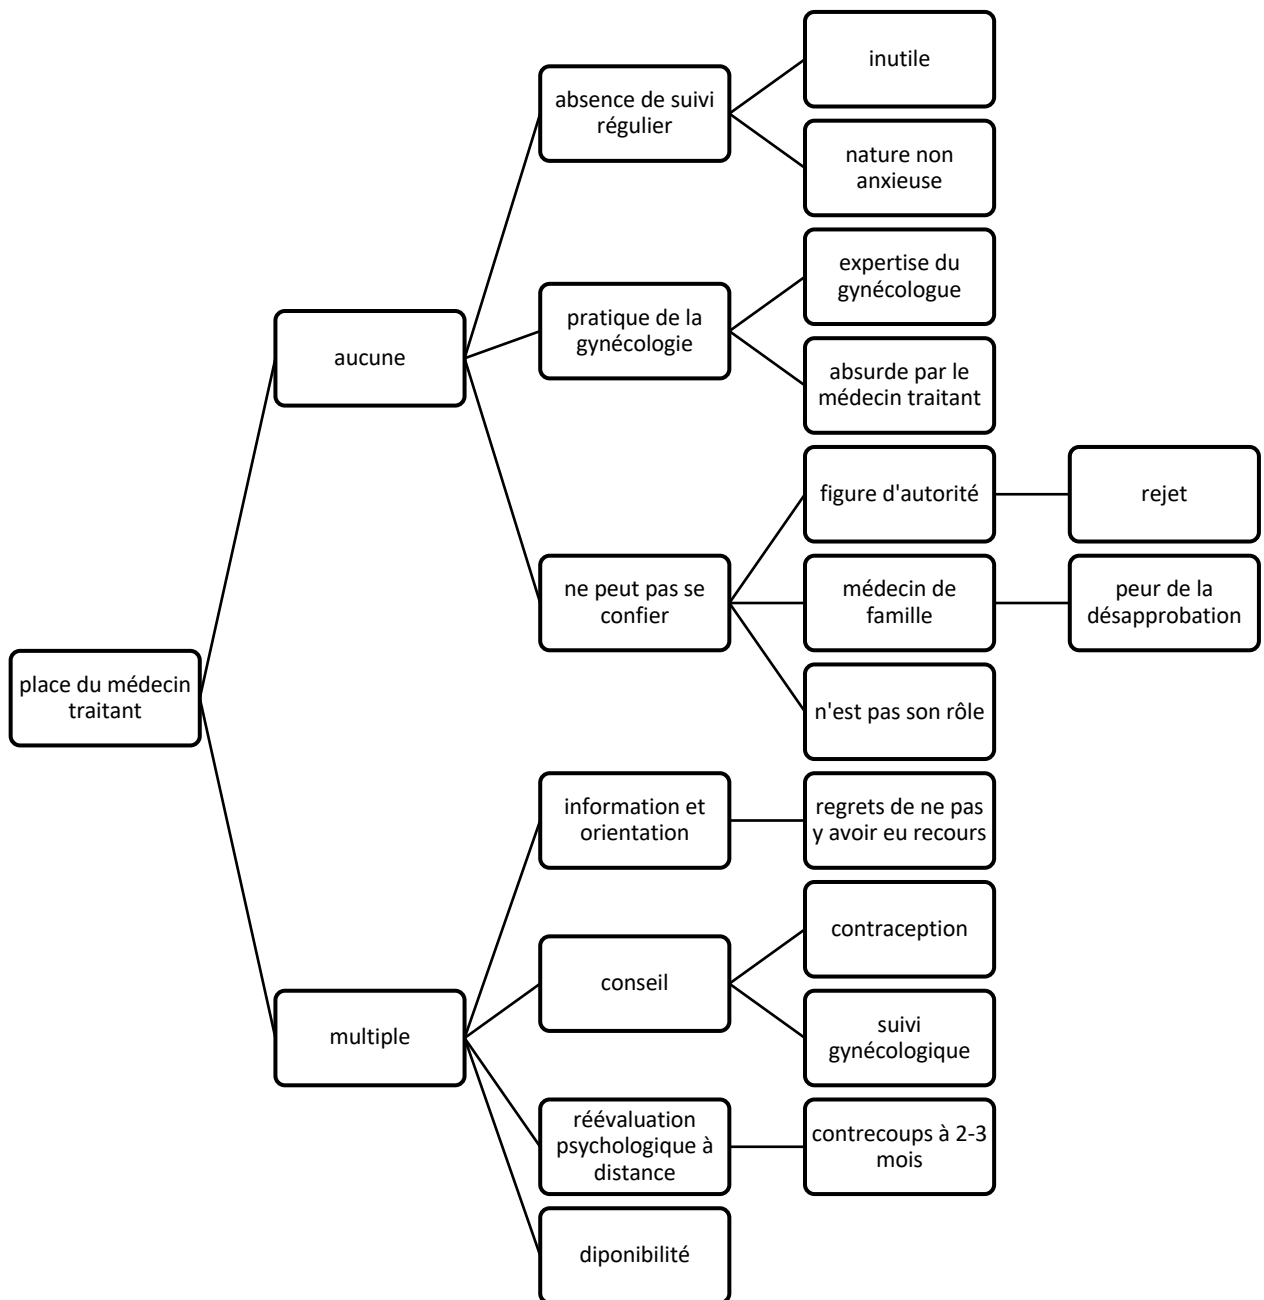 inutile
absence de suivi
régulier
nature non
anxieuse
expertise du
gynécologue
pratique de la
gynécologie
aucune
absurde par le
médecin traitant
figure d'autorité
rejet
ne peut pas se
confier
médecin de
famille
peur de la
désapprobation
place du médecin
traitant
n'est pas son rôle
information et
orientation
regrets de ne pas
y avoir eu recours
contraception
conseil
multiple
suivi
gynécologique
réévaluation
psychologique à
distance
contrecoups à 2-3
mois
diponibilité